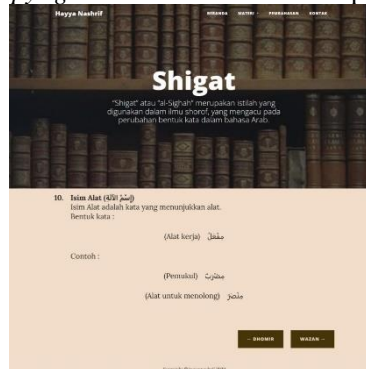 Hayya Nashrif
BERANDA MATERI PERUBAHAN KONTAK
Shigat
"Shigat" atau "al-Sighah" merupakan istilah yang
digunakan dalam ilmu shorof, yang mengacu pada
perubahan bentuk kata dalam bahasa Arab.
10. Isim Alat (إِسْمُ الآلَةِ)
Isim Alat adalah kata yang menunjukkan alat.
Bentuk kata :
(Alat kerja) مِفْعَلٌ
Contoh :
(Pemukul) مِضْرَبٌ
(Alat untuk menolong) مِنْصَرٌ
← DHOMIR WAZAN →